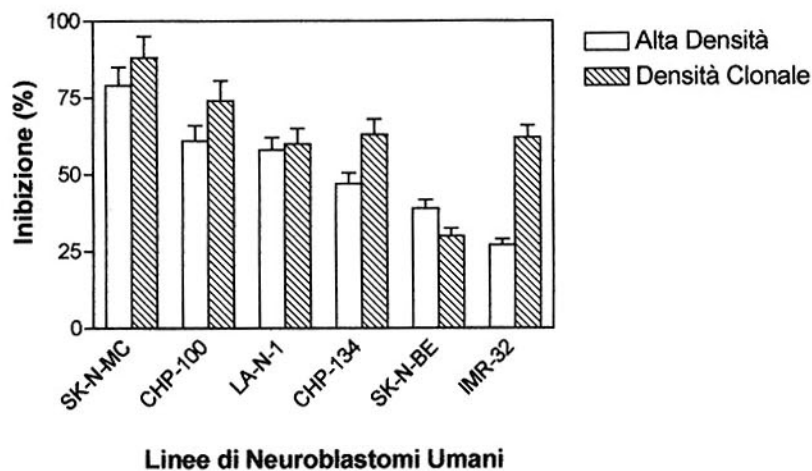 Inibizione (%)
100
75
50
25
0
SK-N-MC
CHP-100
LA-N-1
CHP-134
SK-N-BE
IMR-32
Linee di Neuroblastomi Umani
Alta Densità
Densità Clonale